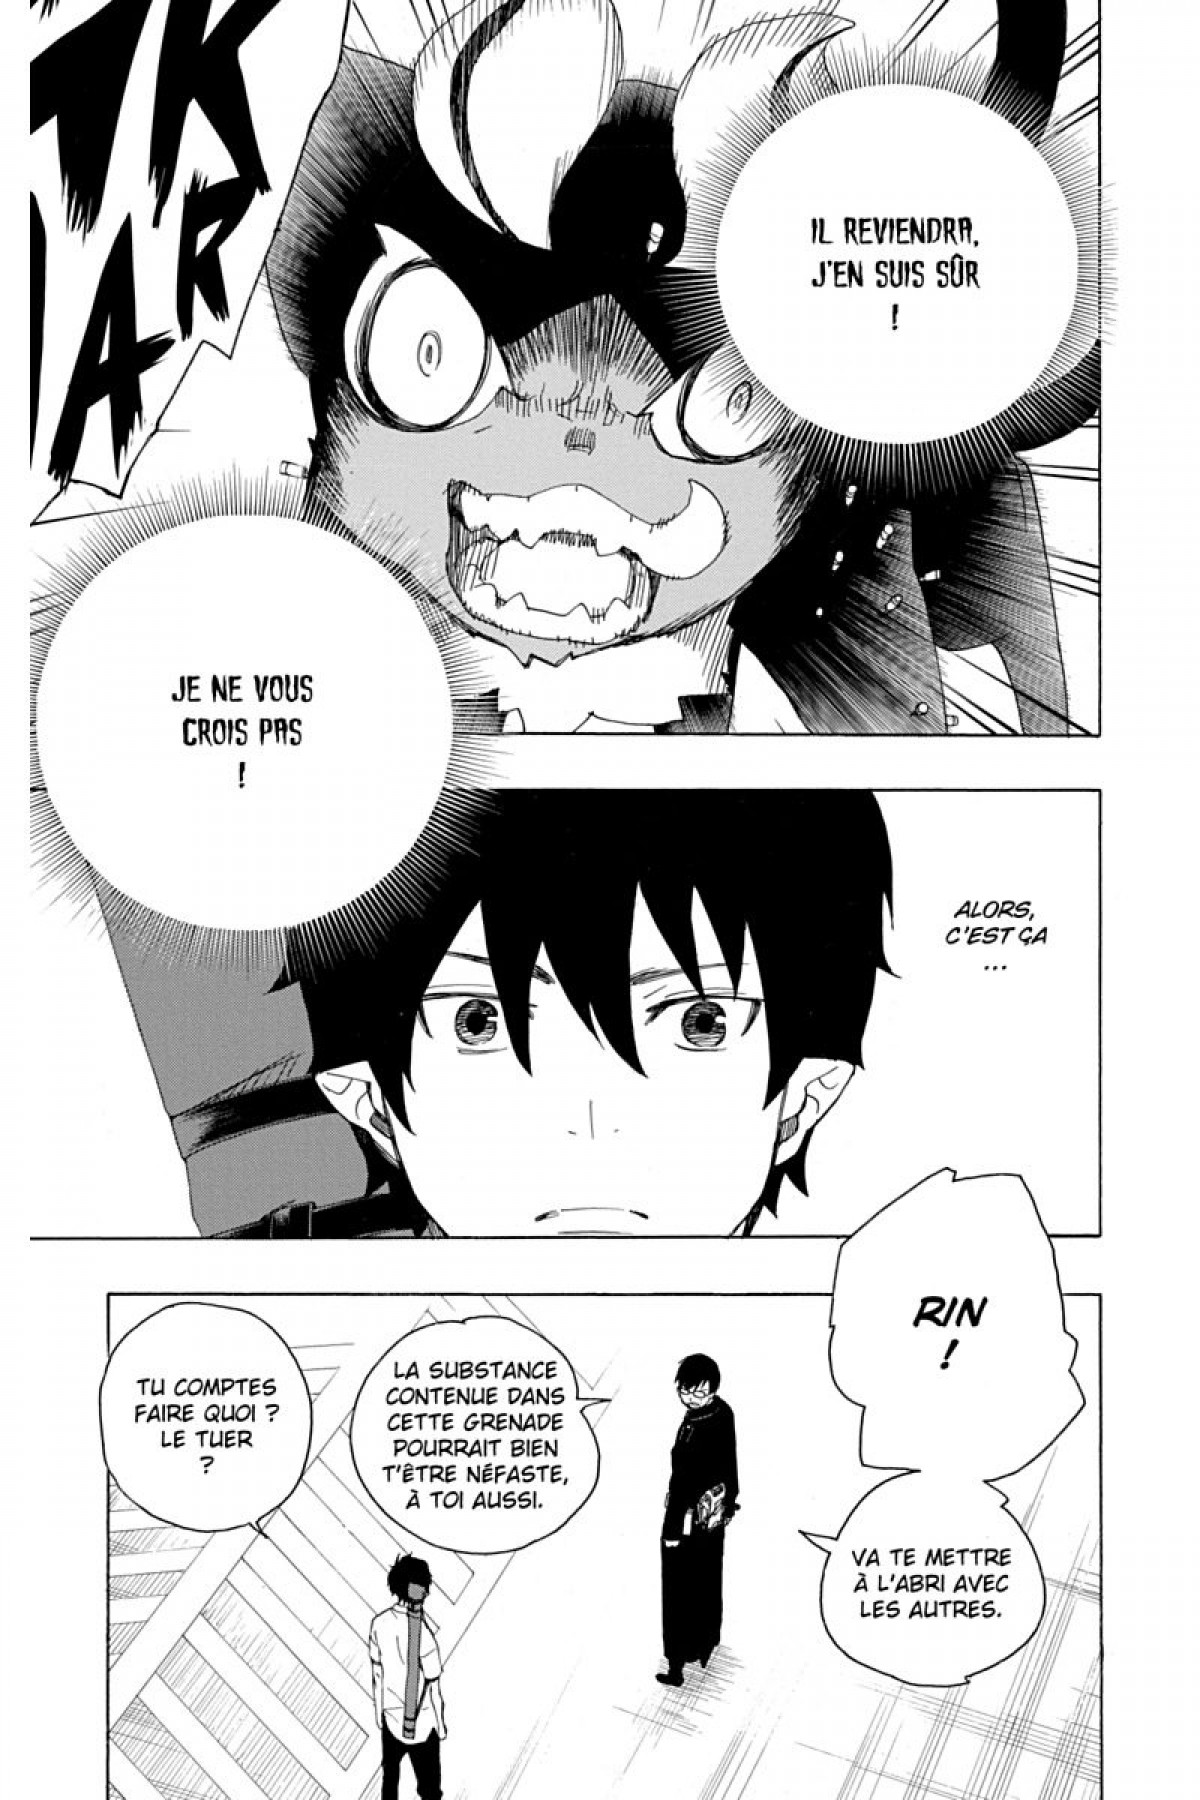 IL REVIENDRA,
J'EN SUIS SÛR
!
JE NE VOUS
CROIS PAS
!
ALORS,
C'EST ÇA
...
RIN
!
VA TE METTRE
À L'ABRI AVEC
LES AUTRES.
LA SUBSTANCE
CONTENUE DANS
CETTE GRENADE
POURRAIT BIEN
T'ÊTRE NÉFASTE,
À TOI AUSSI.
TU COMPTES
FAIRE QUOI ?
LE TUER
?